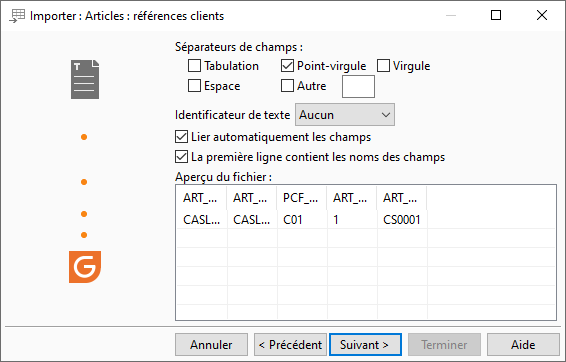 Importer : Articles : références clients
Séparateurs de champs :
Tabulation Point-virgule Virgule
Espace Autre
Identificateur de texte Aucun
Lier automatiquement les champs
La première ligne contient les noms des champs
Aperçu du fichier :
ART_... ART_... PCF_... ART_... ART_...
CASL... CASL... C01 1 CS0001
Annuler < Précédent Suivant > Terminer Aide